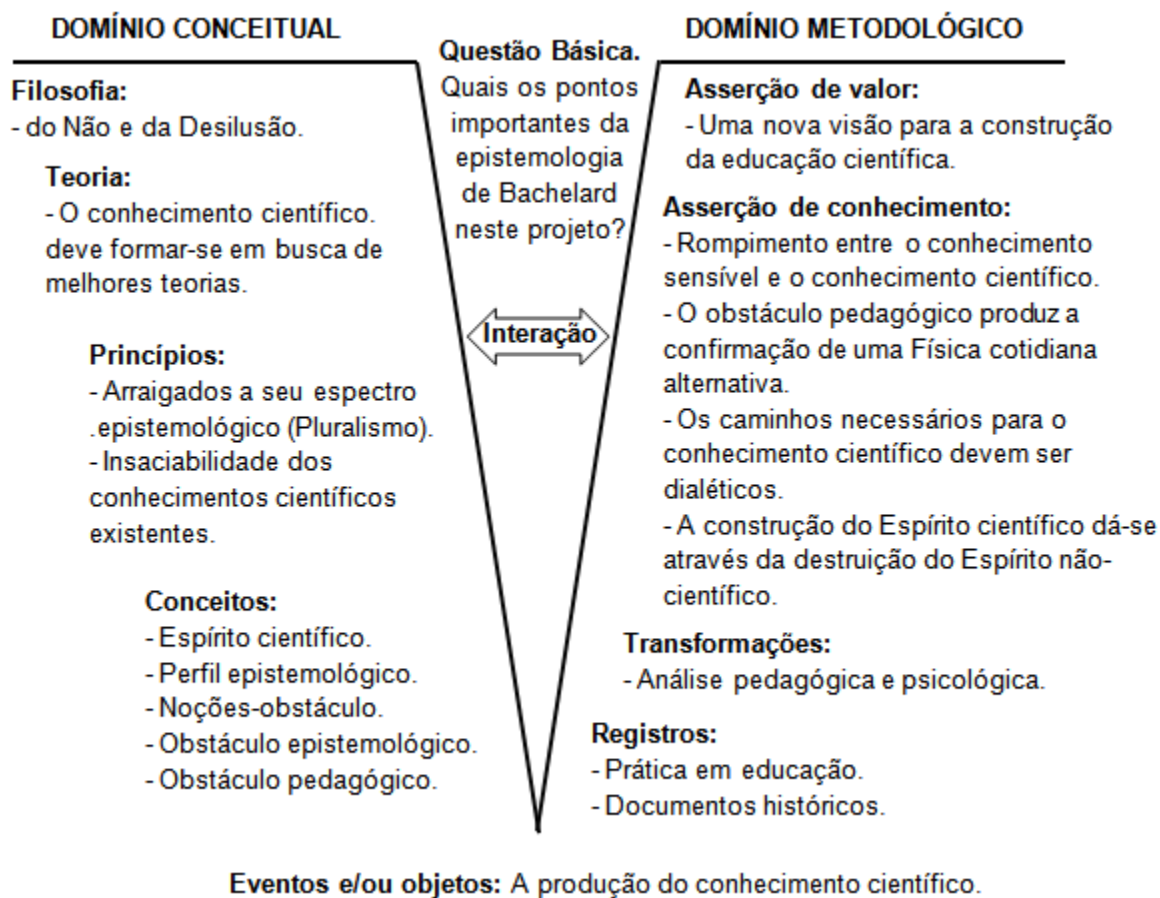 DOMÍNIO CONCEITUAL
Filosofia:
- do Não e da Desilusão.
Teoria:
- O conhecimento científico.
deve formar-se em busca de
melhores teorias.
Princípios:
- Arraigados a seu espectro
.epistemológico (Pluralismo).
- Insaciabilidade dos
conhecimentos científicos
existentes.
Conceitos:
- Espírito científico.
- Perfil epistemológico.
- Noções-obstáculo.
- Obstáculo epistemológico.
- Obstáculo pedagógico.
Questão Básica.
Quais os pontos
importantes da
epistemologia
de Bachelard
neste projeto?
Interação
DOMÍNIO METODOLÓGICO
Asserção de valor:
- Uma nova visão para a construção
da educação científica.
Asserção de conhecimento:
- Rompimento entre o conhecimento
sensível e o conhecimento científico.
- O obstáculo pedagógico produz a
confirmação de uma Física cotidiana
alternativa.
- Os caminhos necessários para o
conhecimento científico devem ser
dialéticos.
- A construção do Espírito científico dá-se
através da destruição do Espírito não-
científico.
Transformações:
- Análise pedagógica e psicológica.
Registros:
- Prática em educação.
- Documentos históricos.
Eventos e/ou objetos: A produção do conhecimento científico.